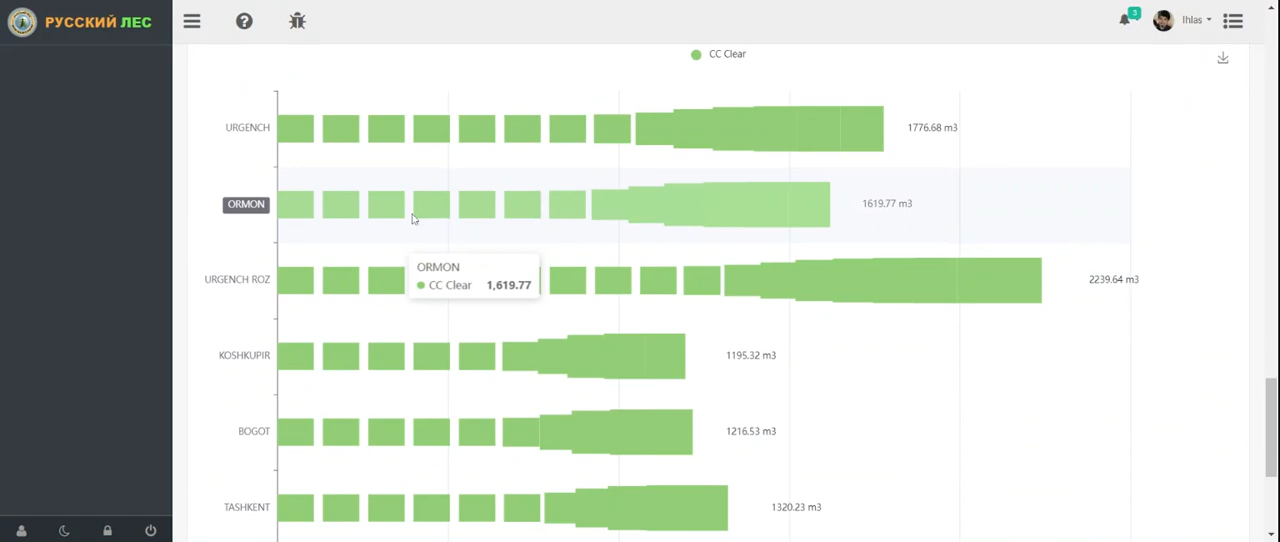 РУССКИЙ ЛЕС
3
Ihlas
CC Clear
URGENCH
1776.68 m3
ORMON
1619.77 m3
ORMON
CC Clear 1,619.77
URGENCH ROZ
2239.64 m3
KOSHKUPIR
1195.32 m3
BOGOT
1216.53 m3
TASHKENT
1320.23 m3